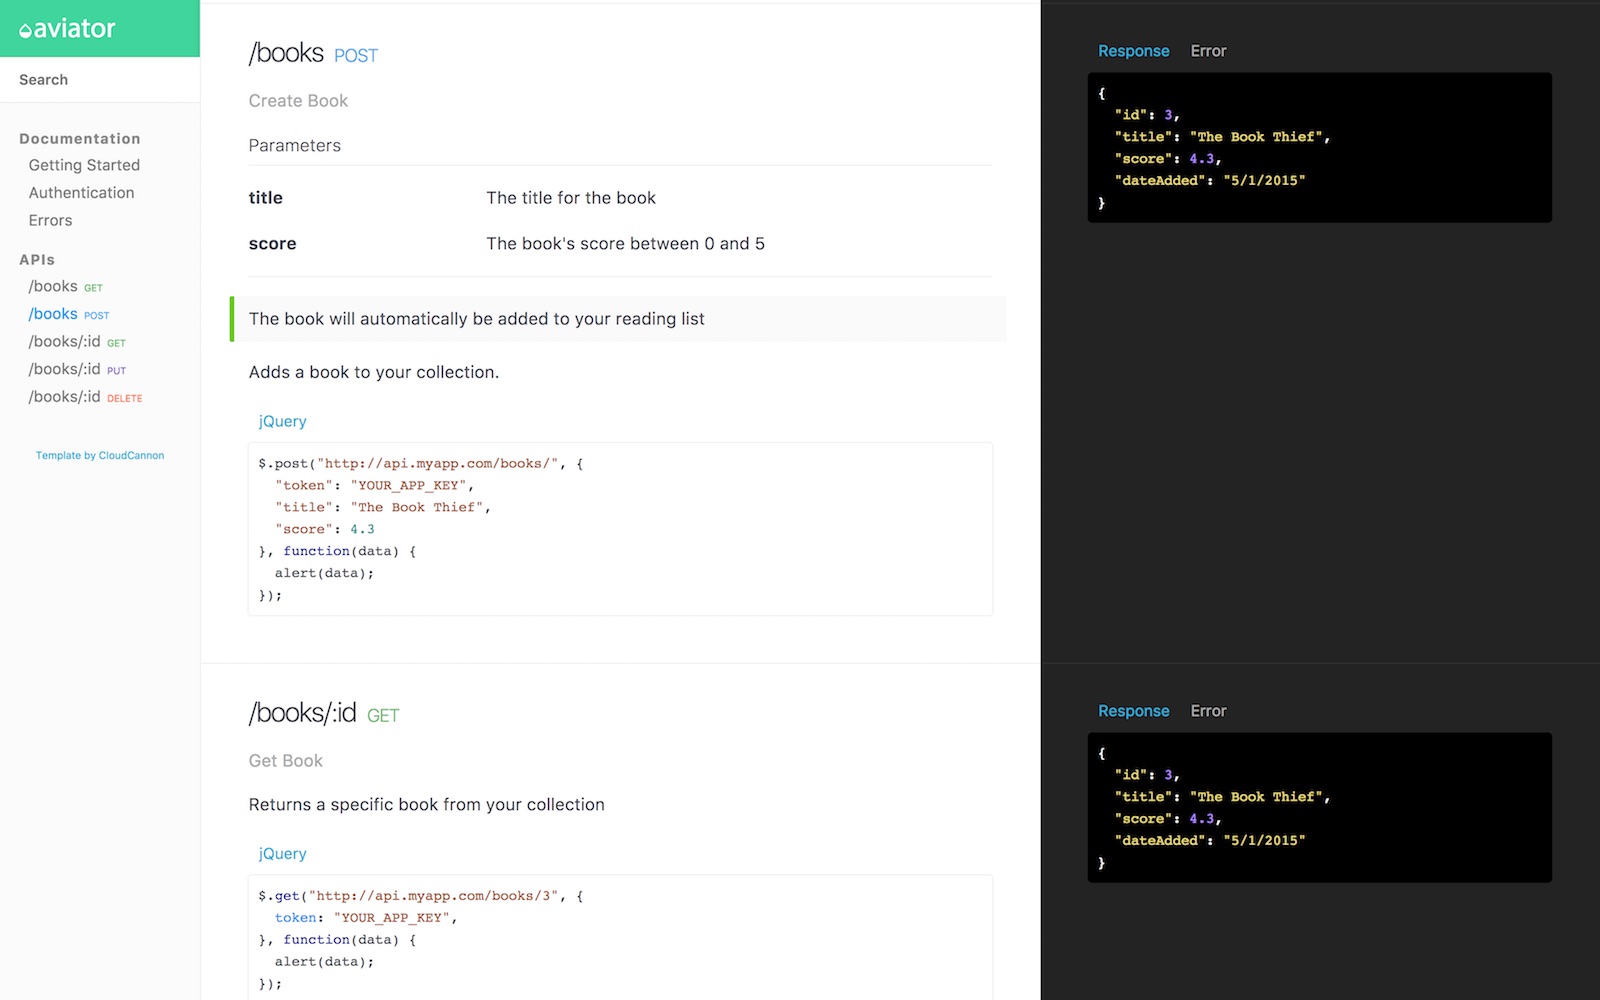 aviator
Search
Documentation
Getting Started
Authentication
Errors
APIs
/books GET
/books POST
/books/:id GET
/books/:id PUT
/books/:id DELETE
Template by CloudCannon
/books POST
Create Book
Parameters
title The title for the book
score The book's score between 0 and 5
The book will automatically be added to your reading list
Adds a book to your collection.
jQuery
$.post("http://api.myapp.com/books/", {
  "token": "YOUR_APP_KEY",
  "title": "The Book Thief",
  "score": 4.3
}, function(data) {
  alert(data);
});
Response Error
{
  "id": 3,
  "title": "The Book Thief",
  "score": 4.3,
  "dateAdded": "5/1/2015"
}
/books/:id GET
Get Book
Returns a specific book from your collection
jQuery
$.get("http://api.myapp.com/books/3", {
  token: "YOUR_APP_KEY",
}, function(data) {
  alert(data);
});
Response Error
{
  "id": 3,
  "title": "The Book Thief",
  "score": 4.3,
  "dateAdded": "5/1/2015"
}